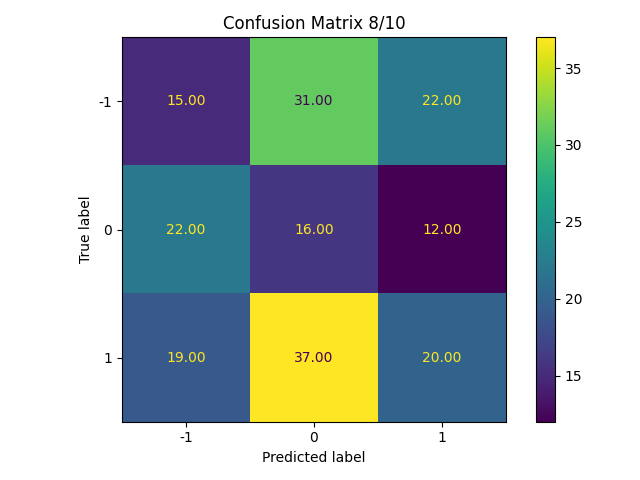 Confusion Matrix 8/10
True label
-1 15.00 31.00 22.00
0 22.00 16.00 12.00
1 19.00 37.00 20.00
-1 0 1
Predicted label
35
30
25
20
15